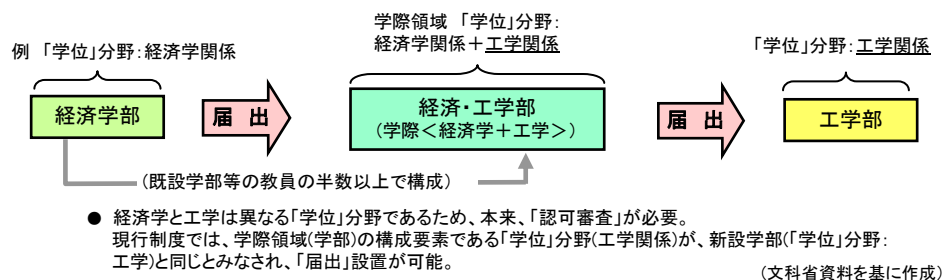 学際領域 「学位」分野:
経済学関係＋工学関係
例 「学位」分野:経済学関係
「学位」分野:工学関係
経済学部
届 出
経済・工学部
(学際＜経済学＋工学＞)
届 出
工学部
(既設学部等の教員の半数以上で構成)
● 経済学と工学は異なる「学位」分野であるため、本来、「認可審査」が必要。
現行制度では、学際領域(学部)の構成要素である「学位」分野(工学関係)が、新設学部(「学位」分野:
工学)と同じとみなされ、「届出」設置が可能。
(文科省資料を基に作成)